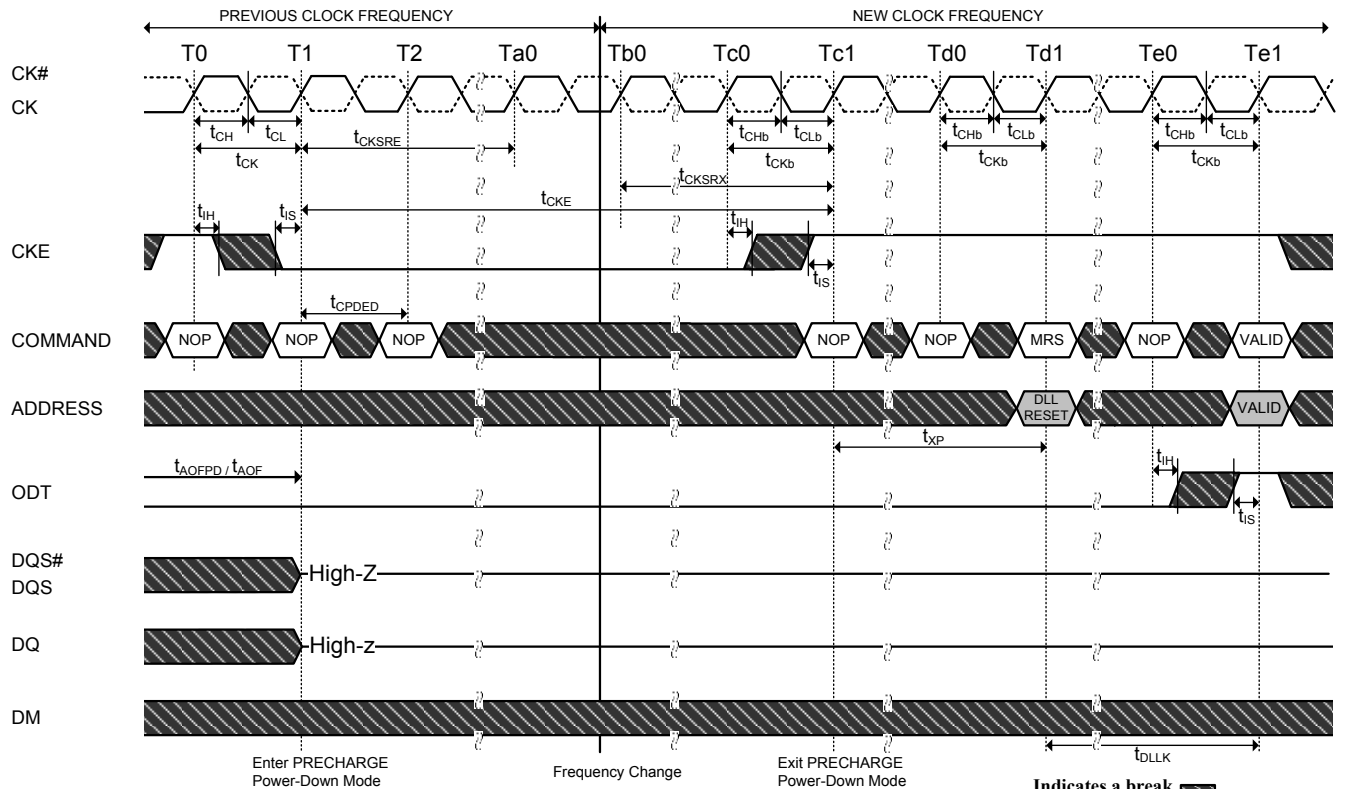 PREVIOUS CLOCK FREQUENCY NEW CLOCK FREQUENCY
T0 T1 T2 Ta0 Tb0 Tc0 Tc1 Td0 Td1 Te0 Te1
CK#
CK
tCH tCL tCHb tCLb tCHb tCLb tCHb tCLb
tCK tCKSRE tCKb tCKb tCKb
tCKSRX
tCKE
tIH tIS tIH
CKE
tIS
tCPDED
COMMAND NOP NOP NOP NOP NOP MRS NOP VALID
ADDRESS DLL RESET VALID
tXP
tAOFPD / tAOF tIH
ODT
tIS
DQS#
DQS
High-Z
DQ High-z
DM
tDLLK
Enter PRECHARGE
Power-Down Mode
Frequency Change
Exit PRECHARGE
Power-Down Mode
Indicates a break